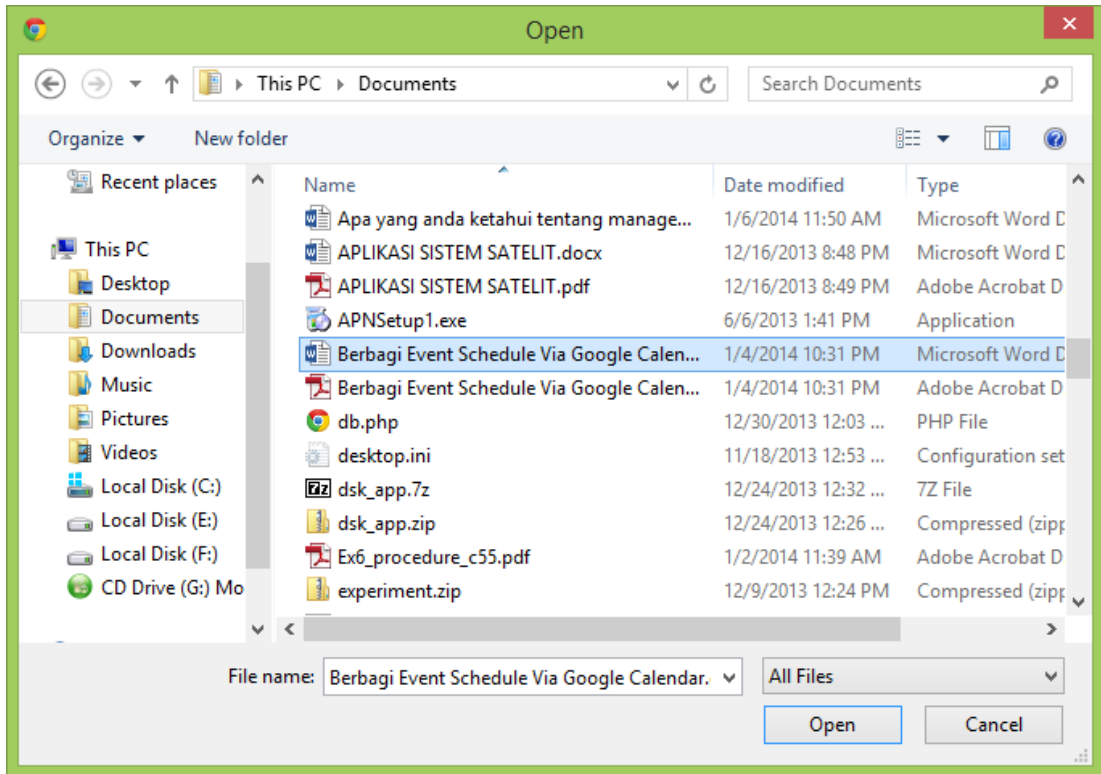 Open
This PC Documents Search Documents
Organize New folder
Recent places
This PC
Desktop
Documents
Downloads
Music
Pictures
Videos
Local Disk (C:)
Local Disk (E:)
Local Disk (F:)
CD Drive (G:) Mo
Name Date modified Type
Apa yang anda ketahui tentang manage... 1/6/2014 11:50 AM Microsoft Word D
APLIKASI SISTEM SATELIT.docx 12/16/2013 8:48 PM Microsoft Word D
APLIKASI SISTEM SATELIT.pdf 12/16/2013 8:49 PM Adobe Acrobat D
APNSetup1.exe 6/6/2013 1:41 PM Application
Berbagi Event Schedule Via Google Calen... 1/4/2014 10:31 PM Microsoft Word D
Berbagi Event Schedule Via Google Calen... 1/4/2014 10:31 PM Adobe Acrobat D
db.php 12/30/2013 12:03 ... PHP File
desktop.ini 11/18/2013 12:53 ... Configuration set
dsk_app.7z 12/24/2013 12:32 ... 7Z File
dsk_app.zip 12/24/2013 12:26 ... Compressed (zipp
Ex6_procedure_c55.pdf 1/2/2014 11:39 AM Adobe Acrobat D
experiment.zip 12/9/2013 12:24 PM Compressed (zipp
File name: Berbagi Event Schedule Via Google Calendar. All Files
Open Cancel